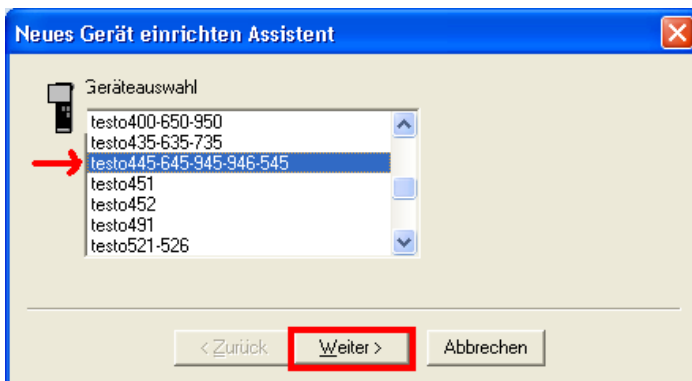 Neues Gerät einrichten Assistent
Geräteauswahl
testo400-650-950
testo435-635-735
testo445-645-945-946-545
testo451
testo452
testo491
testo521-526
< Zurück
Weiter >
Abbrechen